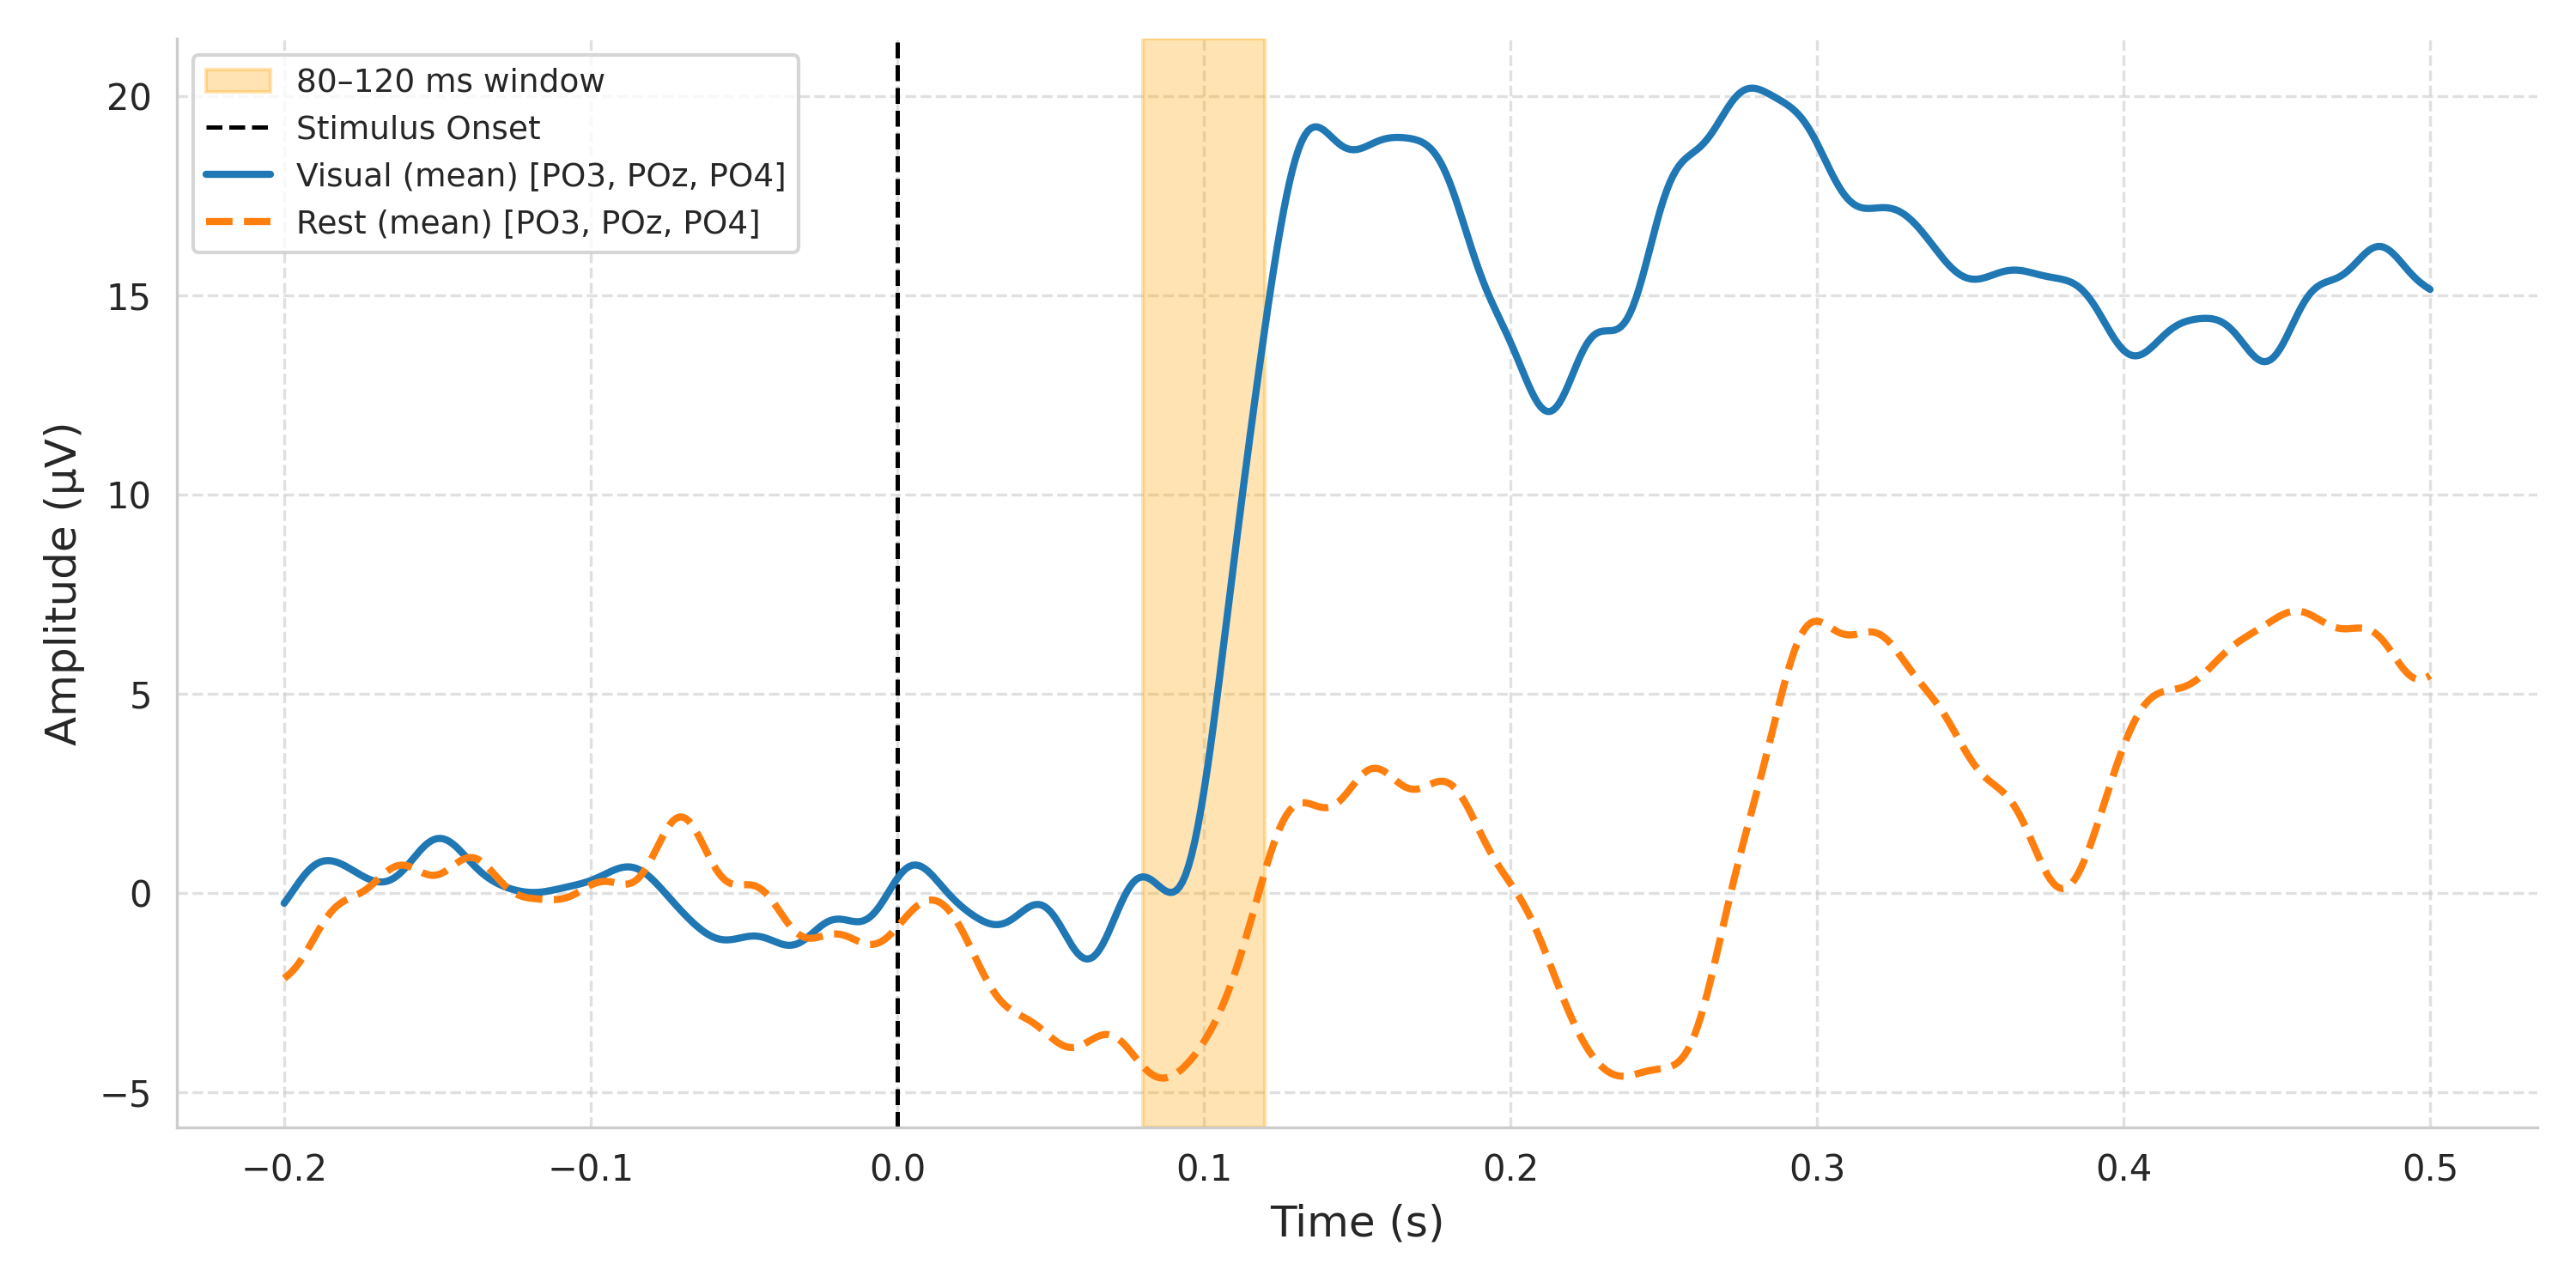 80–120 ms window
Stimulus Onset
Visual (mean) [PO3, POz, PO4]
Rest (mean) [PO3, POz, PO4]
Amplitude (µV)
20
15
10
5
0
−5
−0.2 −0.1 0.0 0.1 0.2 0.3 0.4 0.5
Time (s)